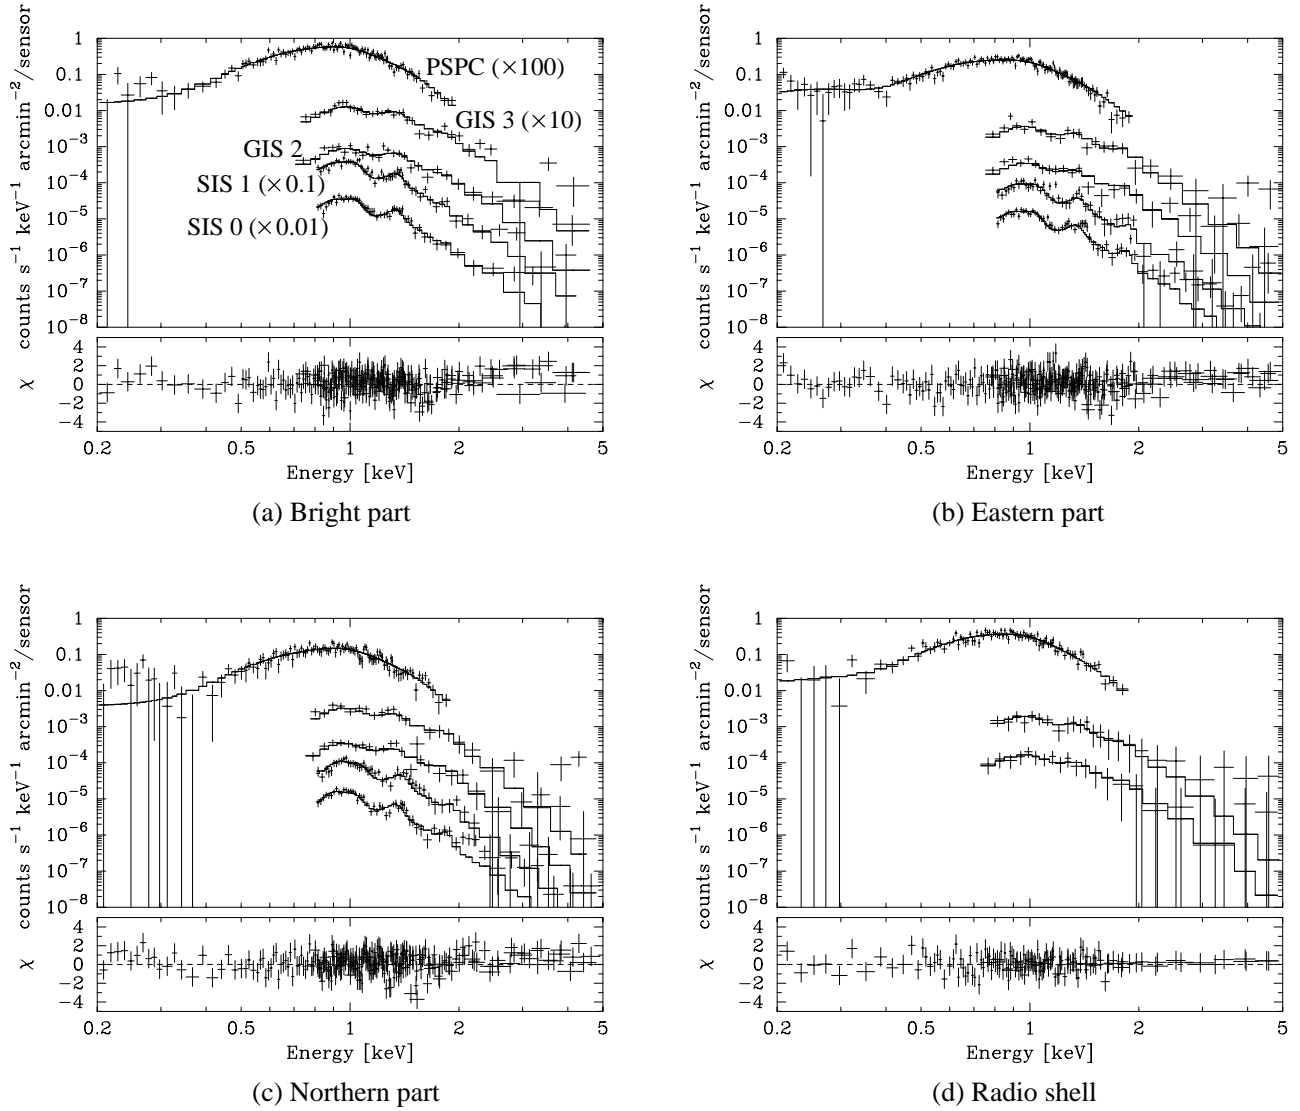 counts s⁻¹ keV⁻¹ arcmin⁻²/sensor
1
0.1
0.01
10⁻³
10⁻⁴
10⁻⁵
10⁻⁶
10⁻⁷
10⁻⁸
PSPC (×100)
GIS 3 (×10)
GIS 2
SIS 1 (×0.1)
SIS 0 (×0.01)
χ
4
2
0
−2
−4
0.2 0.5 1 2 5
Energy [keV]
(a) Bright part
counts s⁻¹ keV⁻¹ arcmin⁻²/sensor
1
0.1
0.01
10⁻³
10⁻⁴
10⁻⁵
10⁻⁶
10⁻⁷
10⁻⁸
χ
4
2
0
−2
−4
0.2 0.5 1 2 5
Energy [keV]
(b) Eastern part
counts s⁻¹ keV⁻¹ arcmin⁻²/sensor
1
0.1
0.01
10⁻³
10⁻⁴
10⁻⁵
10⁻⁶
10⁻⁷
10⁻⁸
χ
4
2
0
−2
−4
0.2 0.5 1 2 5
Energy [keV]
(c) Northern part
counts s⁻¹ keV⁻¹ arcmin⁻²/sensor
1
0.1
0.01
10⁻³
10⁻⁴
10⁻⁵
10⁻⁶
10⁻⁷
10⁻⁸
χ
4
2
0
−2
−4
0.2 0.5 1 2 5
Energy [keV]
(d) Radio shell